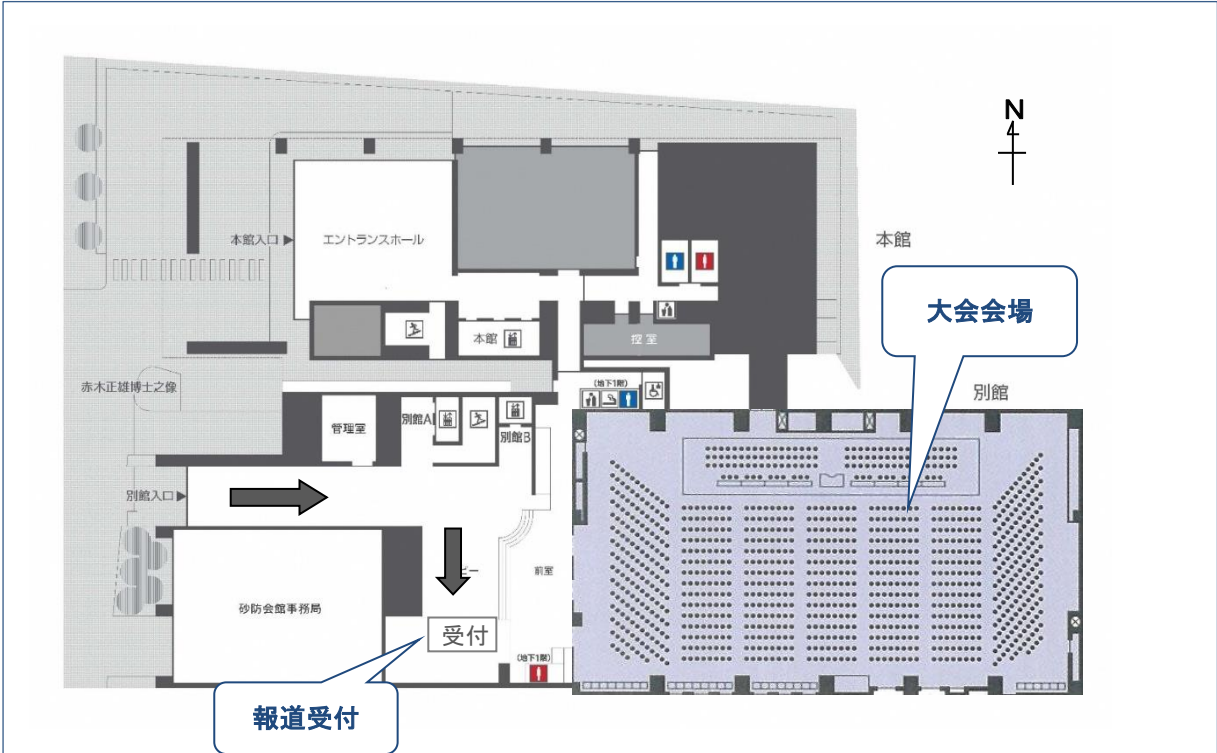 N
本館入口
エントランスホール
本館
大会会場
本館
控室
赤木正雄博士之像
(地下1階)
別館
管理室
別館A
別館B
別館入口
ビー
前室
砂防会館事務局
受付
(地下1階)
報道受付